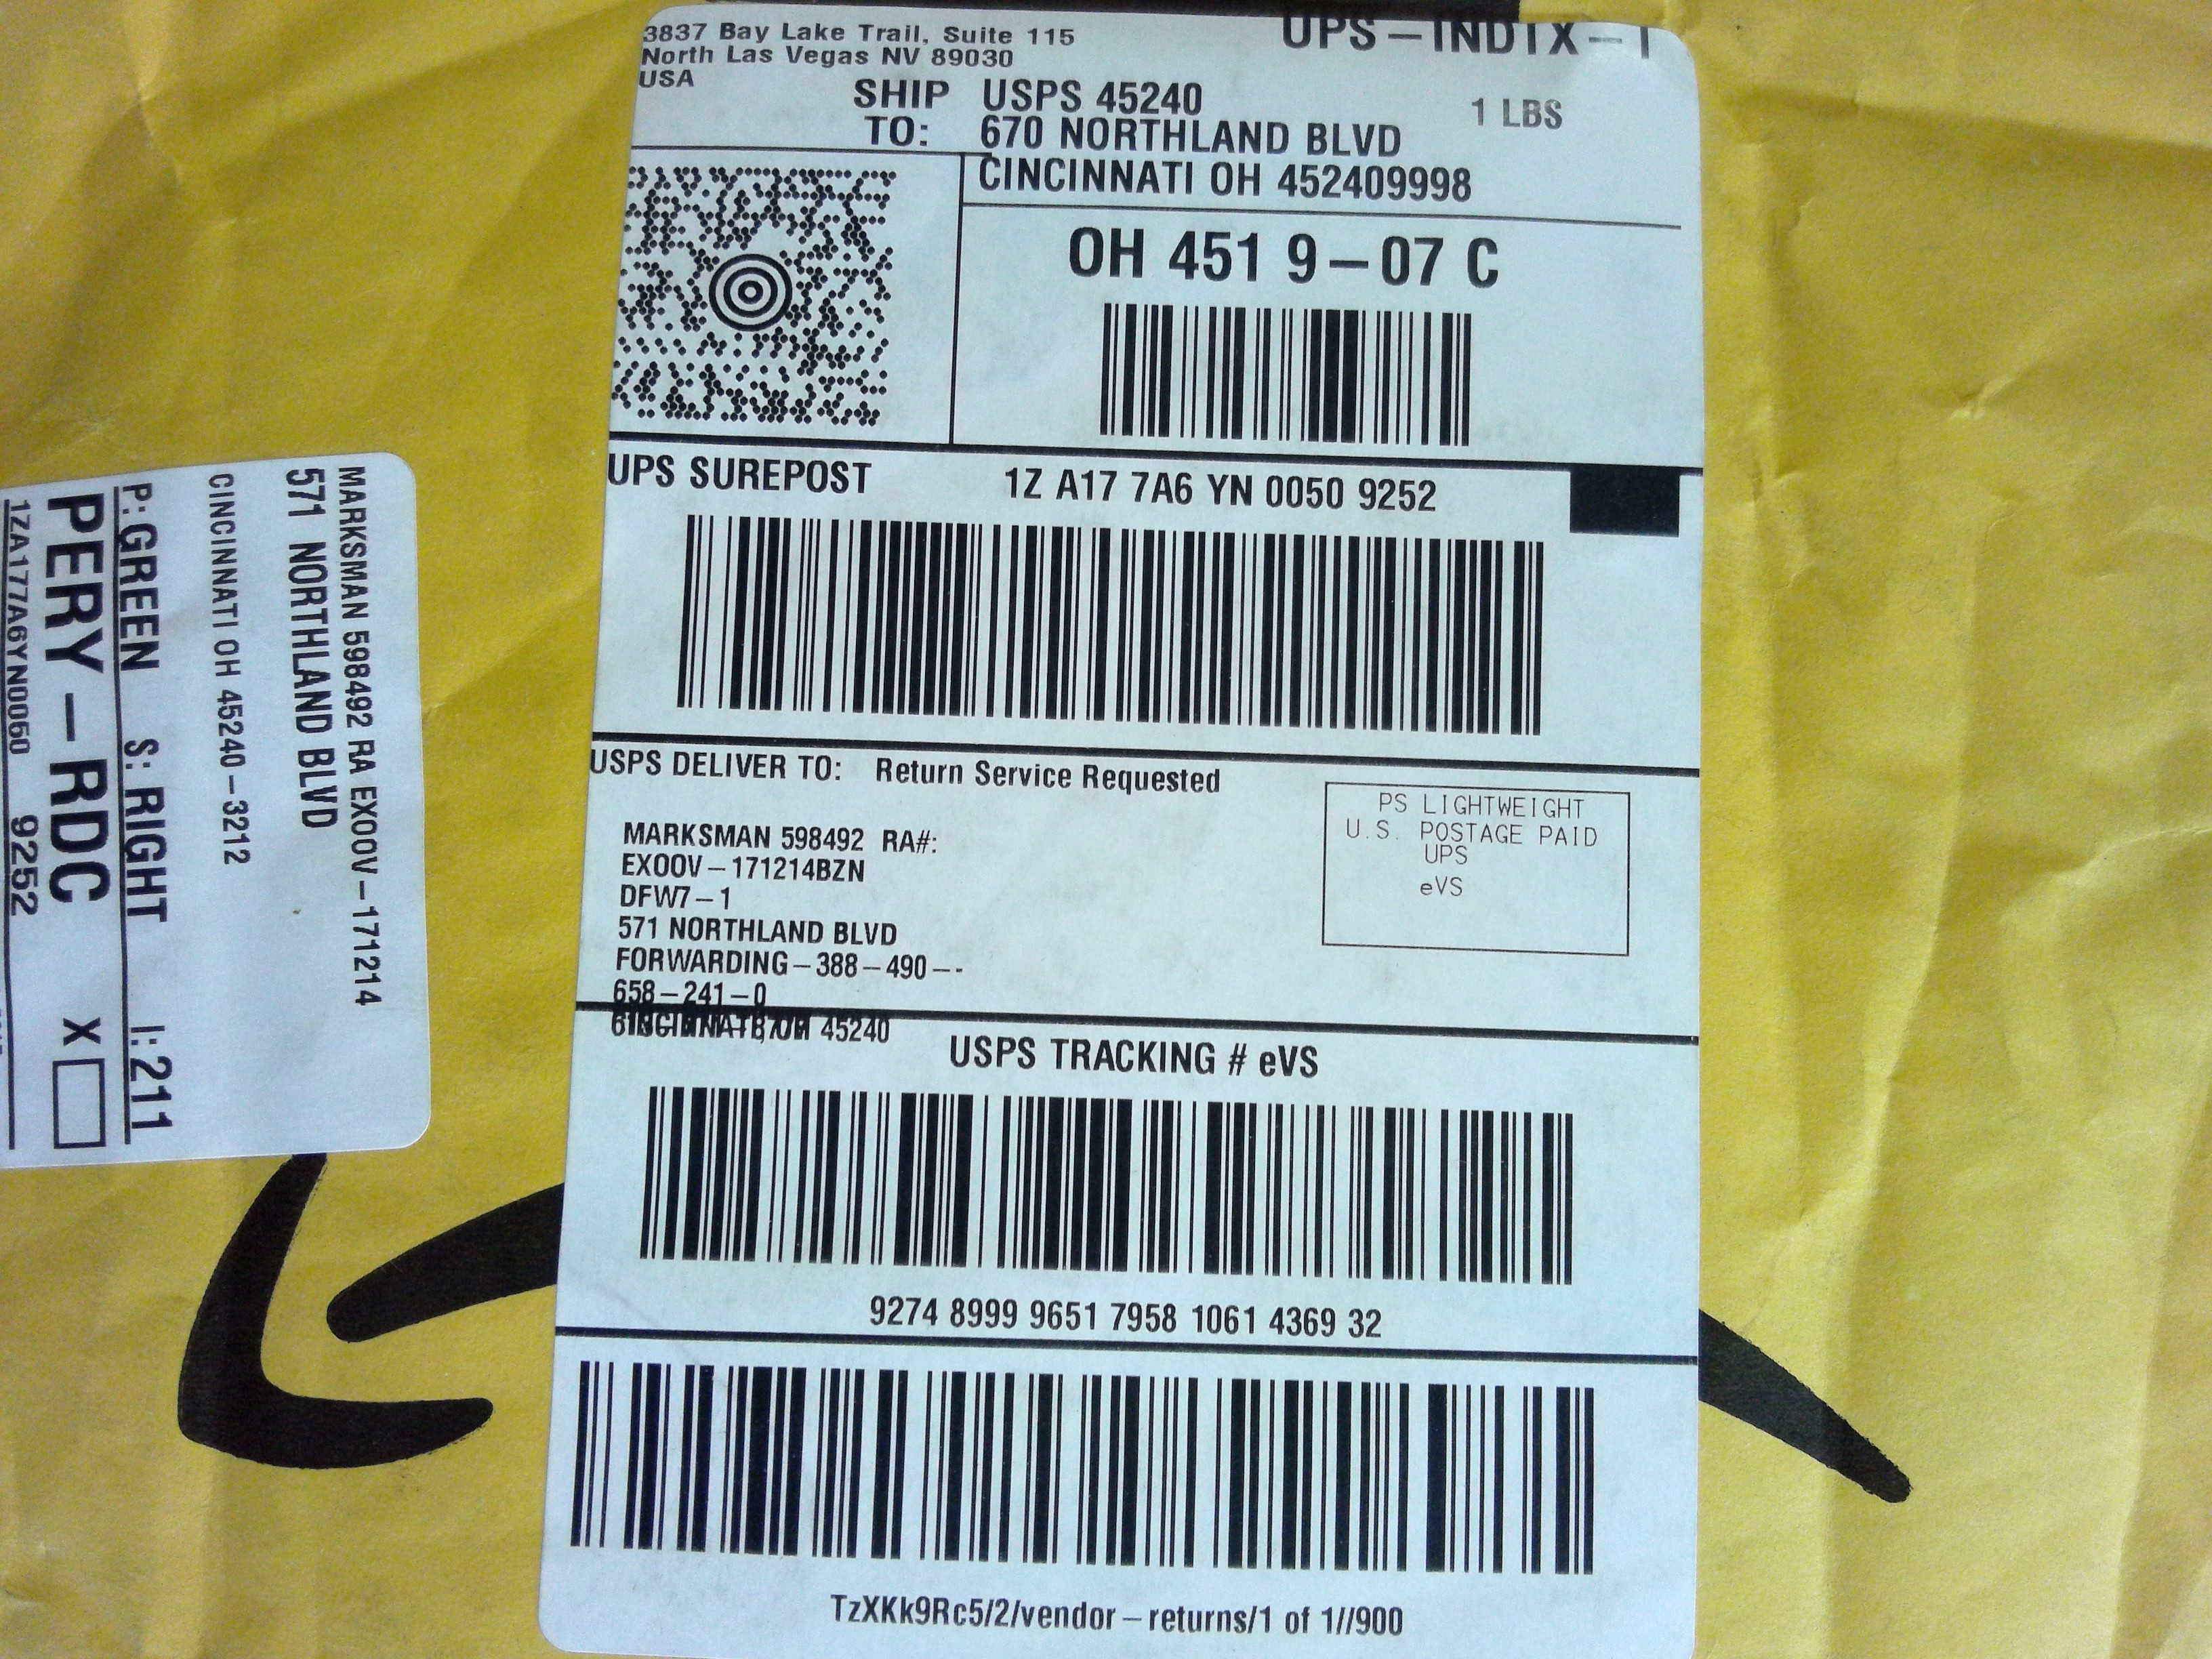 3837 Bay Lake Trail, Suite 115
North Las Vegas NV 89030
USA
UPS-INDTX-1
1 LBS
SHIP TO: USPS 45240
670 NORTHLAND BLVD
CINCINNATI OH 452409998
OH 451 9-07 C
UPS SUREPOST 1Z A17 7A6 YN 0050 9252
USPS DELIVER TO: Return Service Requested
MARKSMAN 598492 RA#:
EX00V-171214BZN
DFW7-1
571 NORTHLAND BLVD
FORWARDING-388-490--
658-241-0
45240
PS LIGHTWEIGHT
U.S. POSTAGE PAID
UPS
eVS
USPS TRACKING # eVS
9274 8999 9651 7958 1061 4369 32
TzXKk9Rc5/2/vendor-returns/1 of 1//900
MARKSMAN 598492 RA EX00V-171214
571 NORTHLAND BLVD
CINCINNATI OH 45240-3212
P:GREEN S: RIGHT I:211
PERY-RDC X
1ZA177A6YN0060 9252